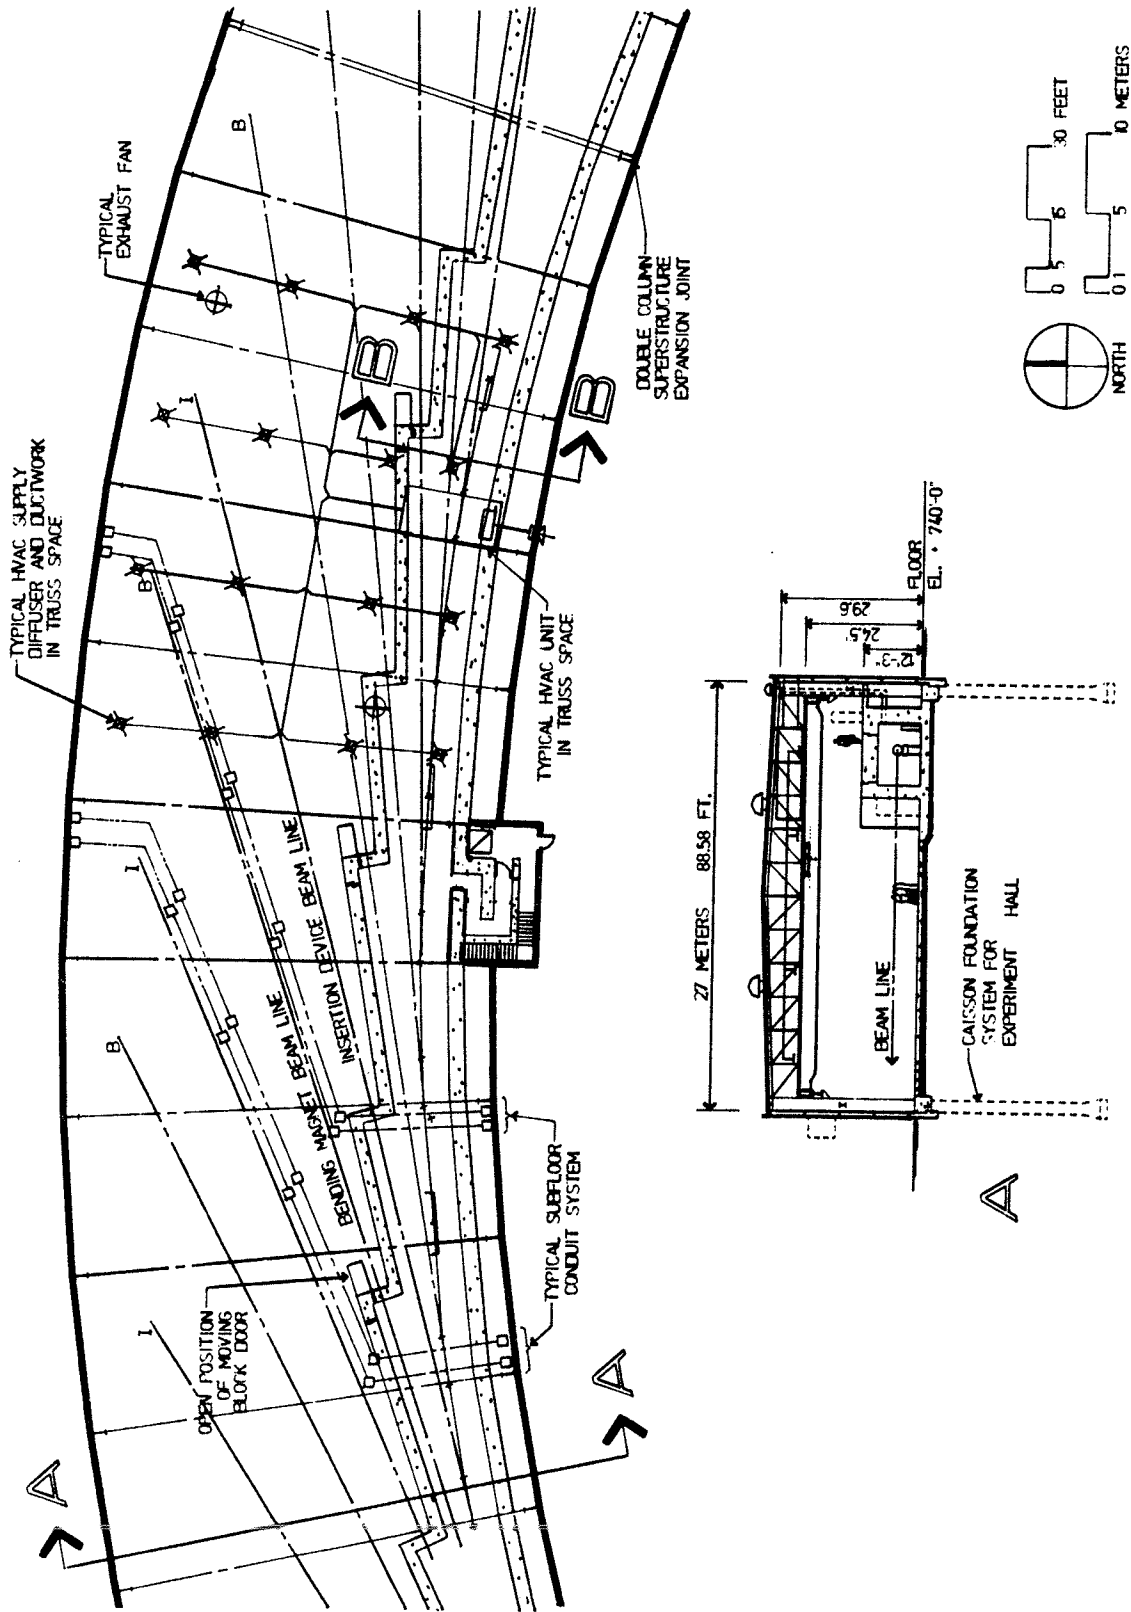 TYPICAL HVAC SUPPLY
DIFFUSER AND DUCTWORK
IN TRUSS SPACE
TYPICAL
EXHAUST FAN
B
I
B
I
B
I
B
B
BENDING MAGNET BEAM LINE
INSERTION DEVICE BEAM LINE
OPEN POSITION
OF MOVING
BLOCK DOOR
TYPICAL SUBFLOOR
CONDUIT SYSTEM
TYPICAL HVAC UNIT
IN TRUSS SPACE
DOUBLE COLUMN
SUPERSTRUCTURE
EXPANSION JOINT
A
A
27 METERS 88.58 FT.
BEAM LINE
CAISSON FOUNDATION
SYSTEM FOR
EXPERIMENT HALL
12'-3"
24.5'
29.6
FLOOR
EL. + 740'-0"
A
NORTH
0 5 15 30 FEET
0 1 5 10 METERS